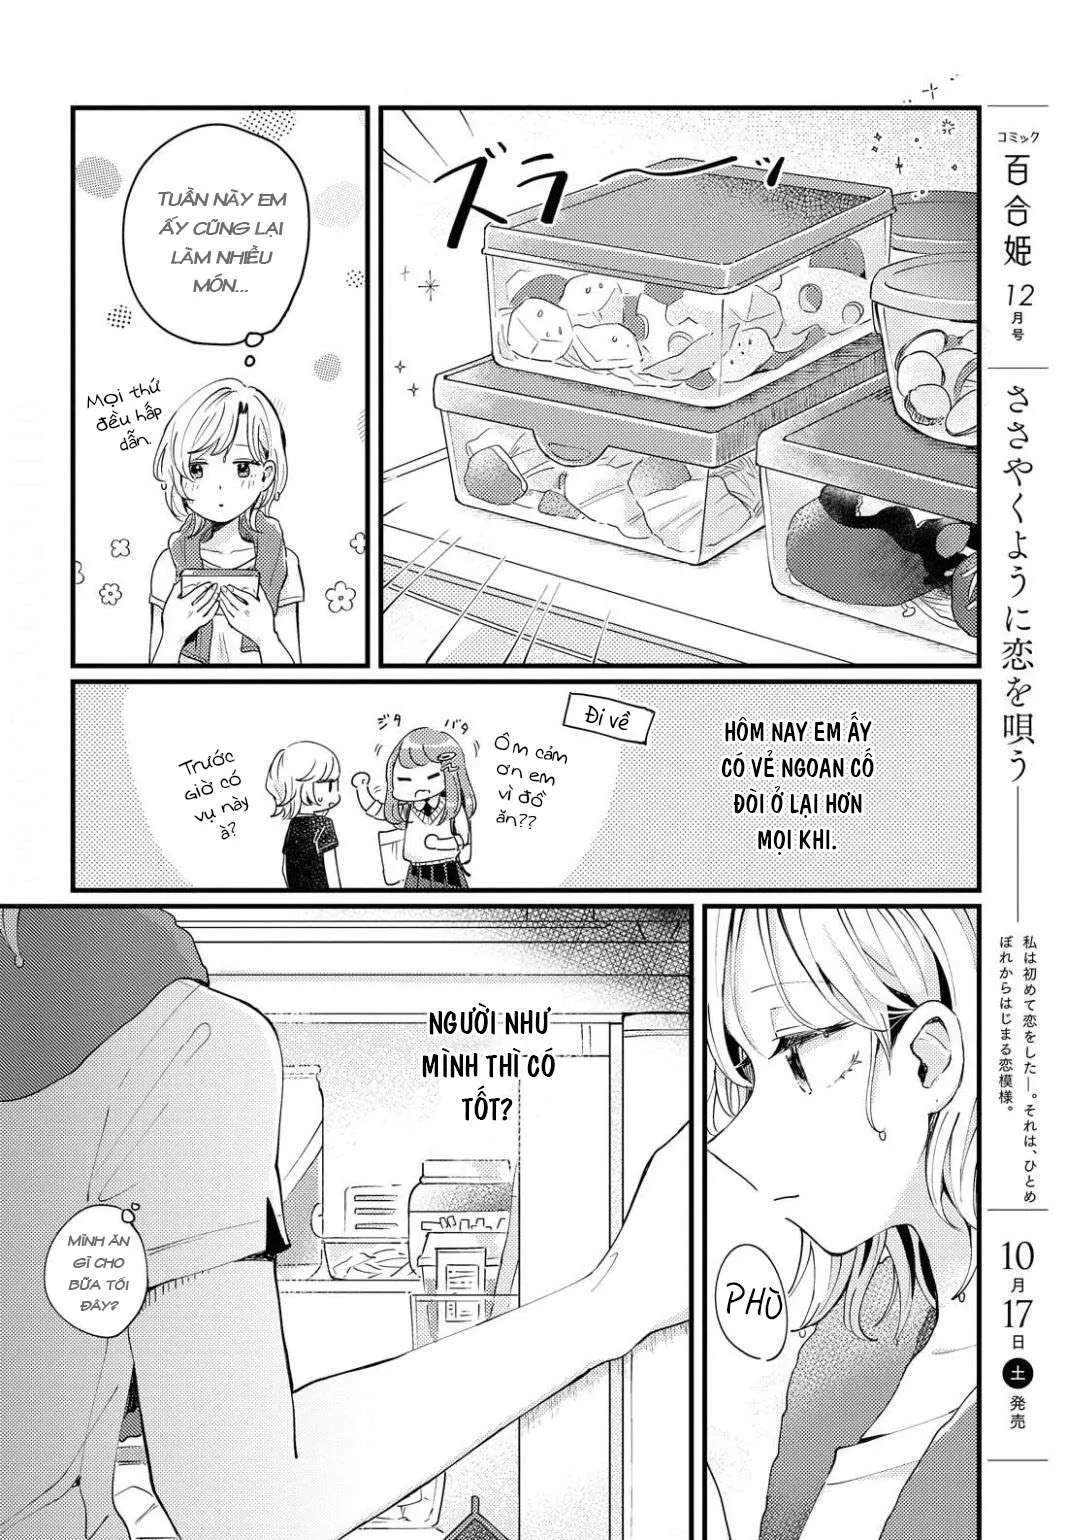 ズラーッ
TUẦN NÀY EM
ẤY CŨNG LẠI
LÀM NHIỀU
MÓN...
Mọi thứ
đều hấp
dẫn.
HÔM NAY EM ẤY
CÓ VẺ NGOAN CỐ
ĐÒI Ở LẠI HƠN
MỌI KHI.
Đi về
Ôm cảm
ơn em
vì đồ
ăn??
バタ
ジタ
Trước
giờ có
vụ này
à?
PHÙ
NGƯỜI NHƯ
MÌNH THÌ CÓ
TỐT?
MÌNH ĂN
GÌ CHO
BỮA TỐI
ĐÂY?
コミック
百合姫
12
月号
ささやくように恋を唄う
私は初めて恋をした―。それは、ひとめ
ぼれからはじまる恋模様。
10月17日土発売